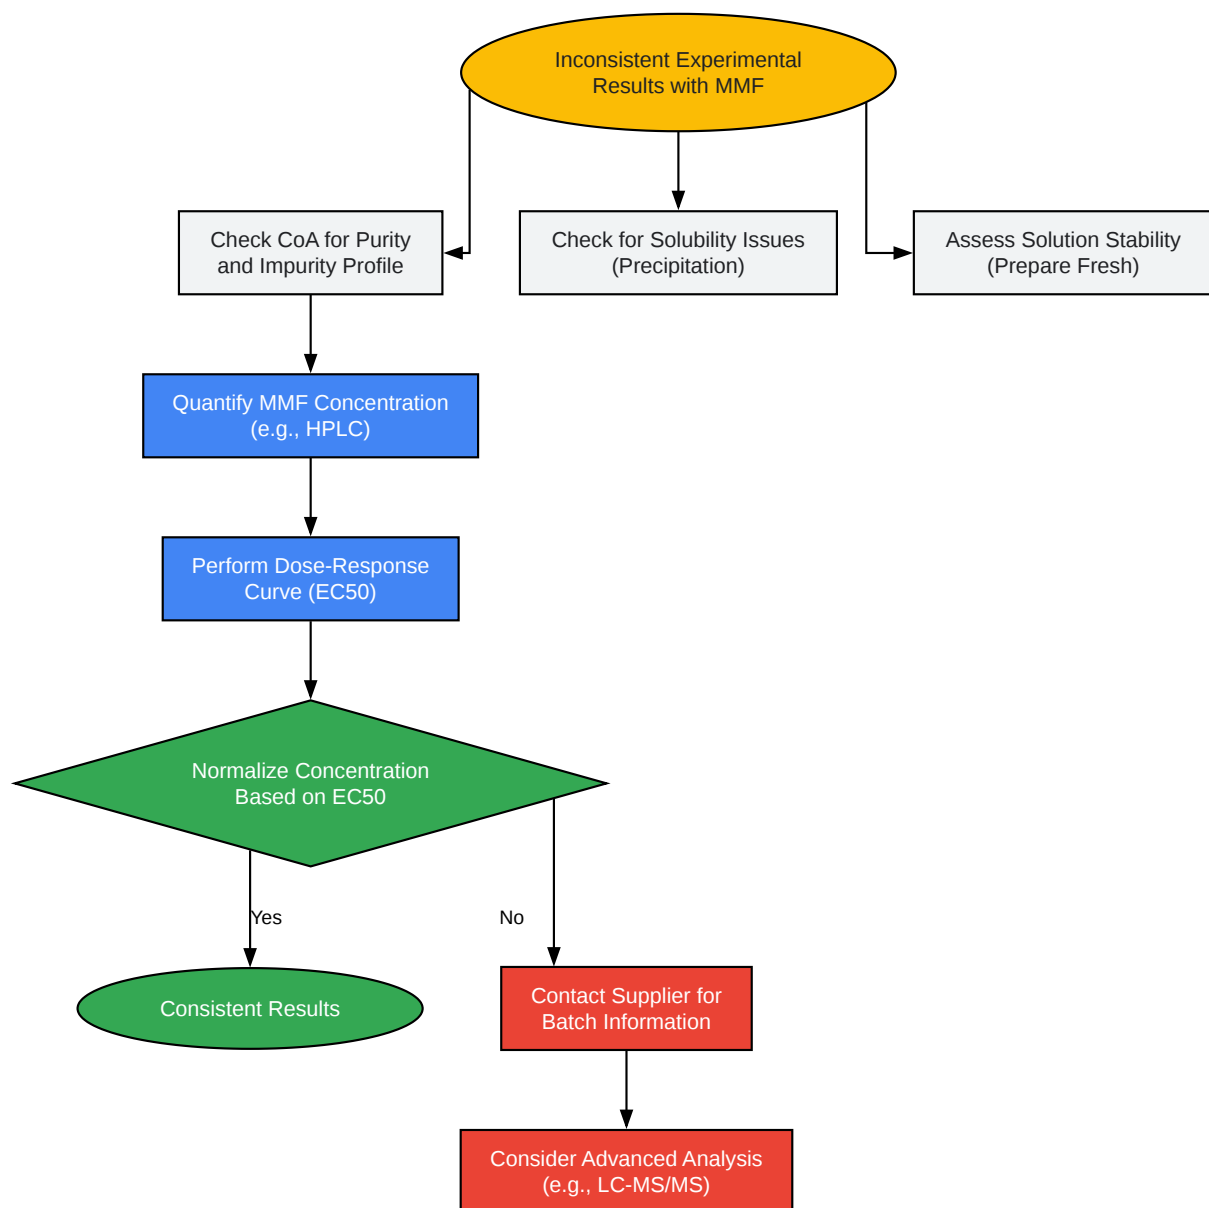 Inconsistent Experimental
Results with MMF
Check CoA for Purity
and Impurity Profile
Check for Solubility Issues
(Precipitation)
Assess Solution Stability
(Prepare Fresh)
Quantify MMF Concentration
(e.g., HPLC)
Perform Dose-Response
Curve (EC50)
Normalize Concentration
Based on EC50
Yes
No
Consistent Results
Contact Supplier for
Batch Information
Consider Advanced Analysis
(e.g., LC-MS/MS)